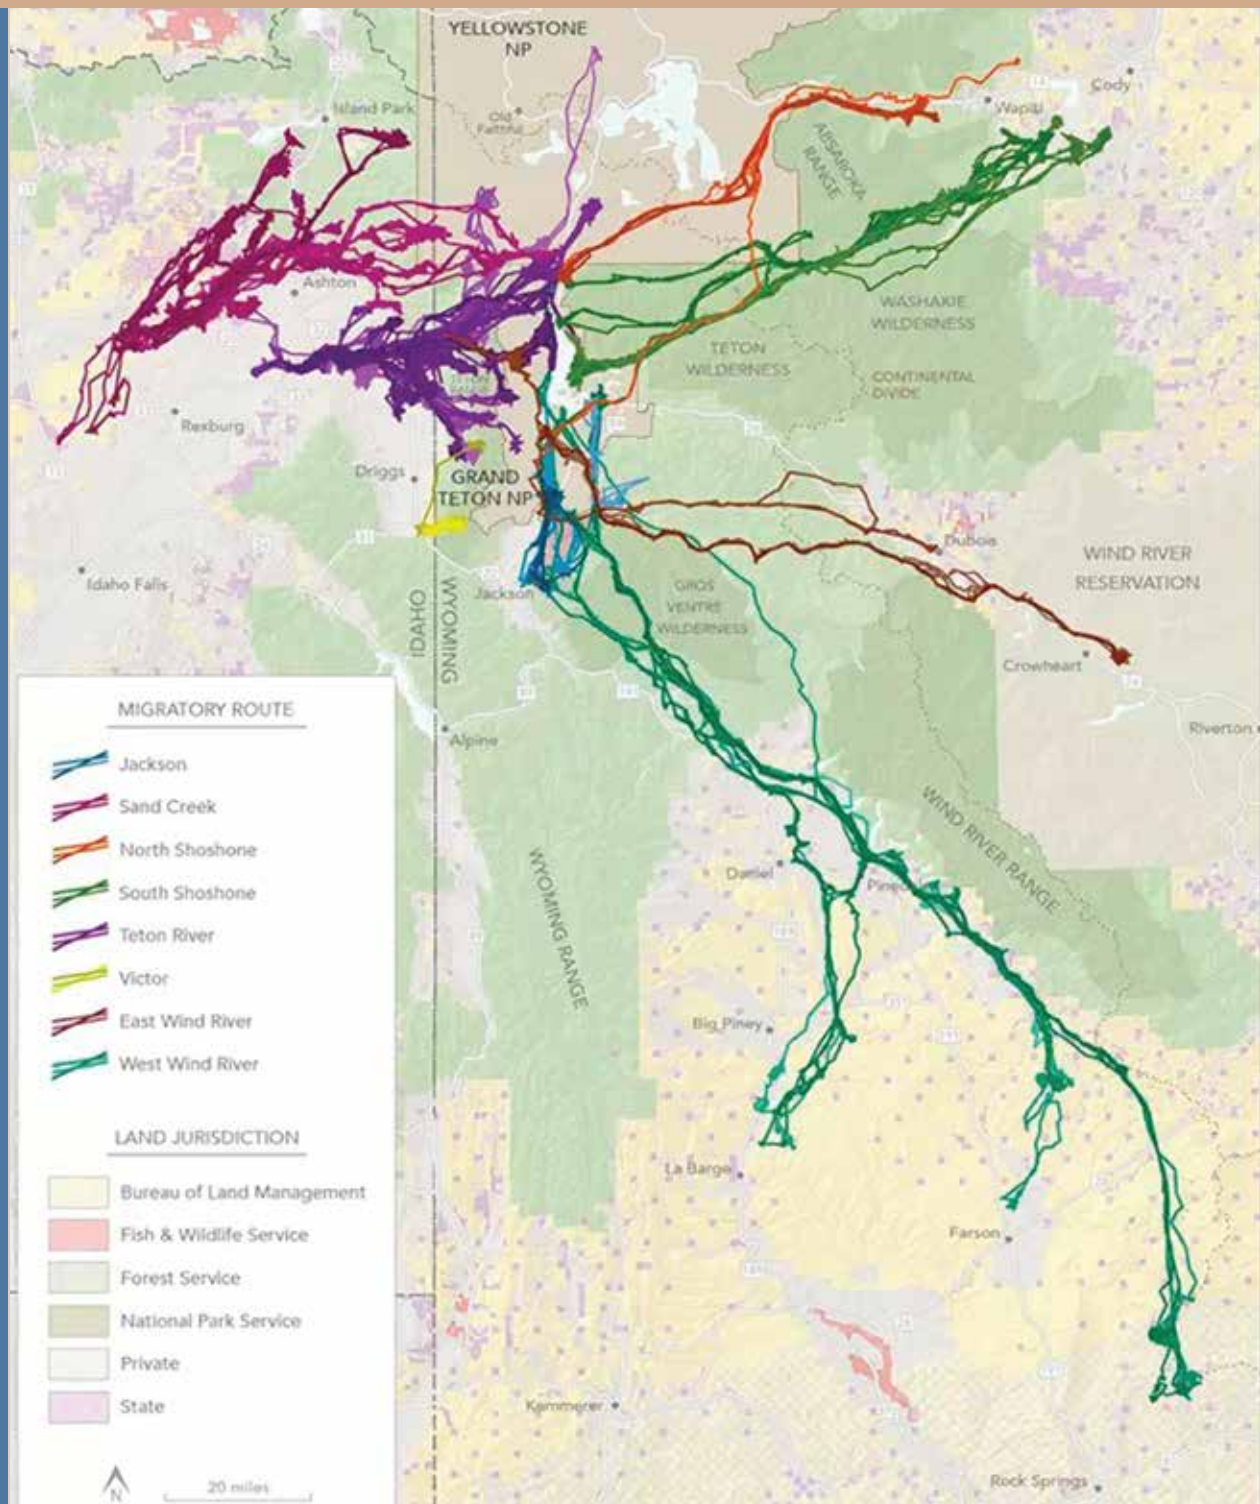 YELLOWSTONE
NP
Island Park
Old
Faithful
Cody
Wapiti
ABSAROKA
RANGE
Ashton
WASHAKIE
WILDERNESS
TETON
WILDERNESS
CONTINENTAL
DIVIDE
Rexburg
Driggs
GRAND
TETON NP
Dubois
WIND RIVER
RESERVATION
Idaho Falls
Jackson
GROS
VENTRE
WILDERNESS
IDAHO
WYOMING
Crowheart
Riverton
Alpine
WIND RIVER RANGE
WYOMING RANGE
Daniel
Big Piney
La Barge
Farson
Kemmerer
Rock Springs
MIGRATORY ROUTE
Jackson
Sand Creek
North Shoshone
South Shoshone
Teton River
Victor
East Wind River
West Wind River
LAND JURISDICTION
Bureau of Land Management
Fish & Wildlife Service
Forest Service
National Park Service
Private
State
N
20 miles